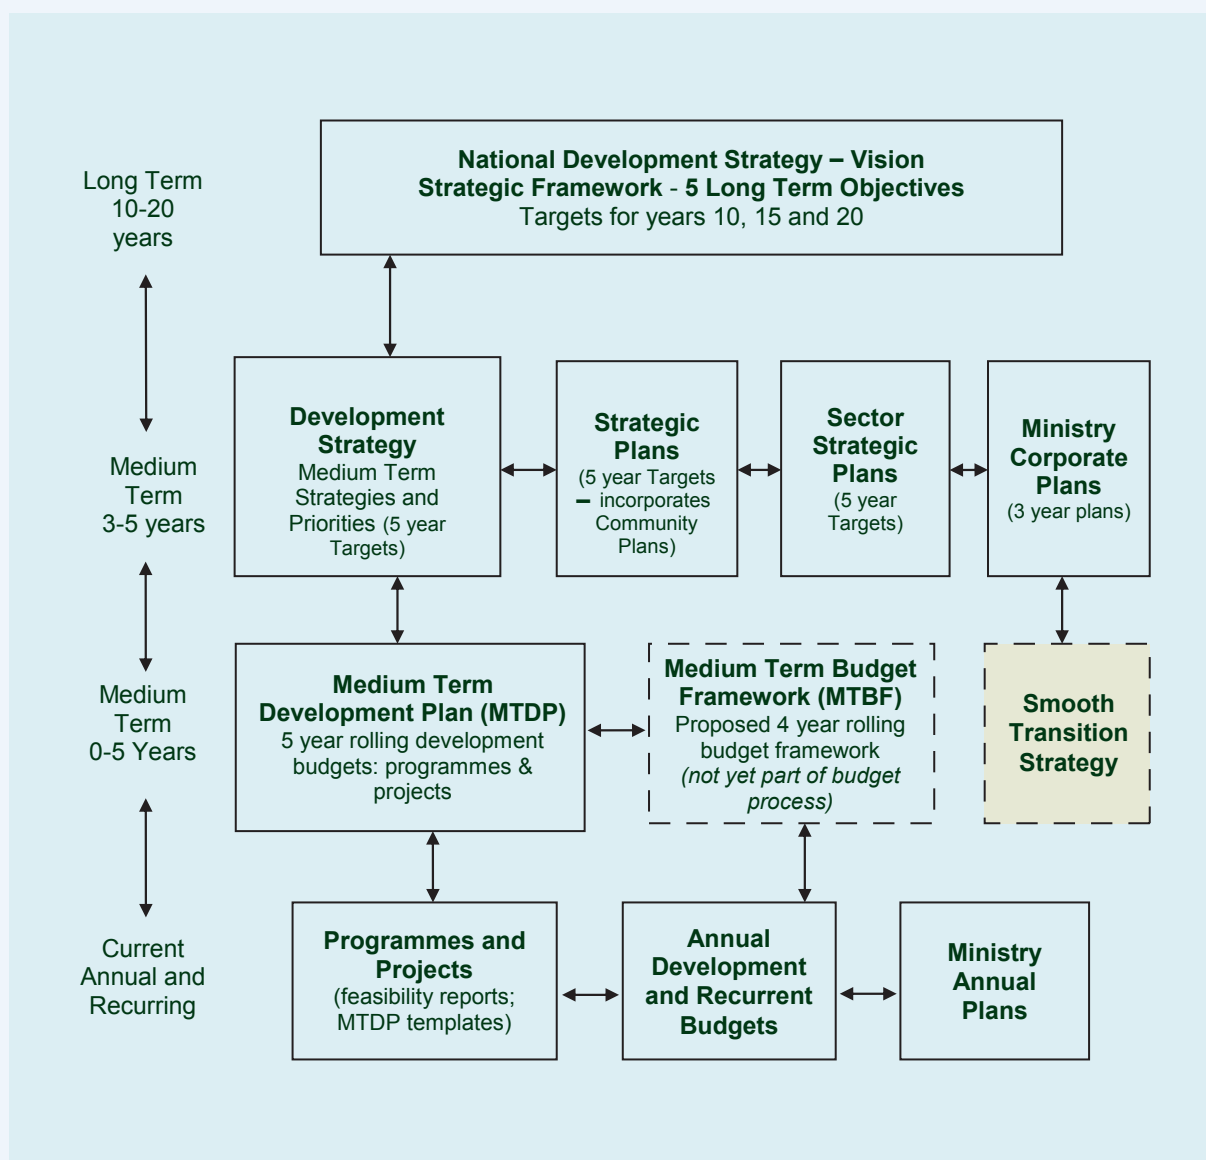 National Development Strategy – Vision
Strategic Framework - 5 Long Term Objectives
Targets for years 10, 15 and 20
Long Term
10-20
years
Development
Strategy
Medium Term
Strategies and
Priorities (5 year
Targets)
Strategic
Plans
(5 year Targets
– incorporates
Community
Plans)
Sector
Strategic
Plans
(5 year
Targets)
Ministry
Corporate
Plans
(3 year plans)
Medium
Term
3-5 years
Medium Term
Development Plan (MTDP)
5 year rolling development
budgets: programmes &
projects
Medium Term Budget
Framework (MTBF)
Proposed 4 year rolling
budget framework
(not yet part of budget
process)
Smooth
Transition
Strategy
Medium
Term
0-5 Years
Programmes and
Projects
(feasibility reports;
MTDP templates)
Annual
Development
and Recurrent
Budgets
Ministry
Annual
Plans
Current
Annual and
Recurring